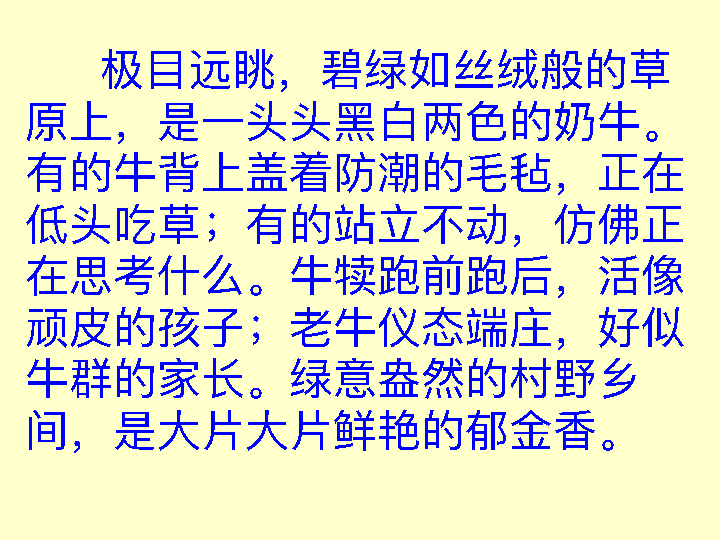 极目远眺，碧绿如丝绒般的草
原上，是一头头黑白两色的奶牛。
有的牛背上盖着防潮的毛毡，正在
低头吃草；有的站立不动，仿佛正
在思考什么。牛犊跑前跑后，活像
顽皮的孩子；老牛仪态端庄，好似
牛群的家长。绿意盎然的村野乡
间，是大片大片鲜艳的郁金香。